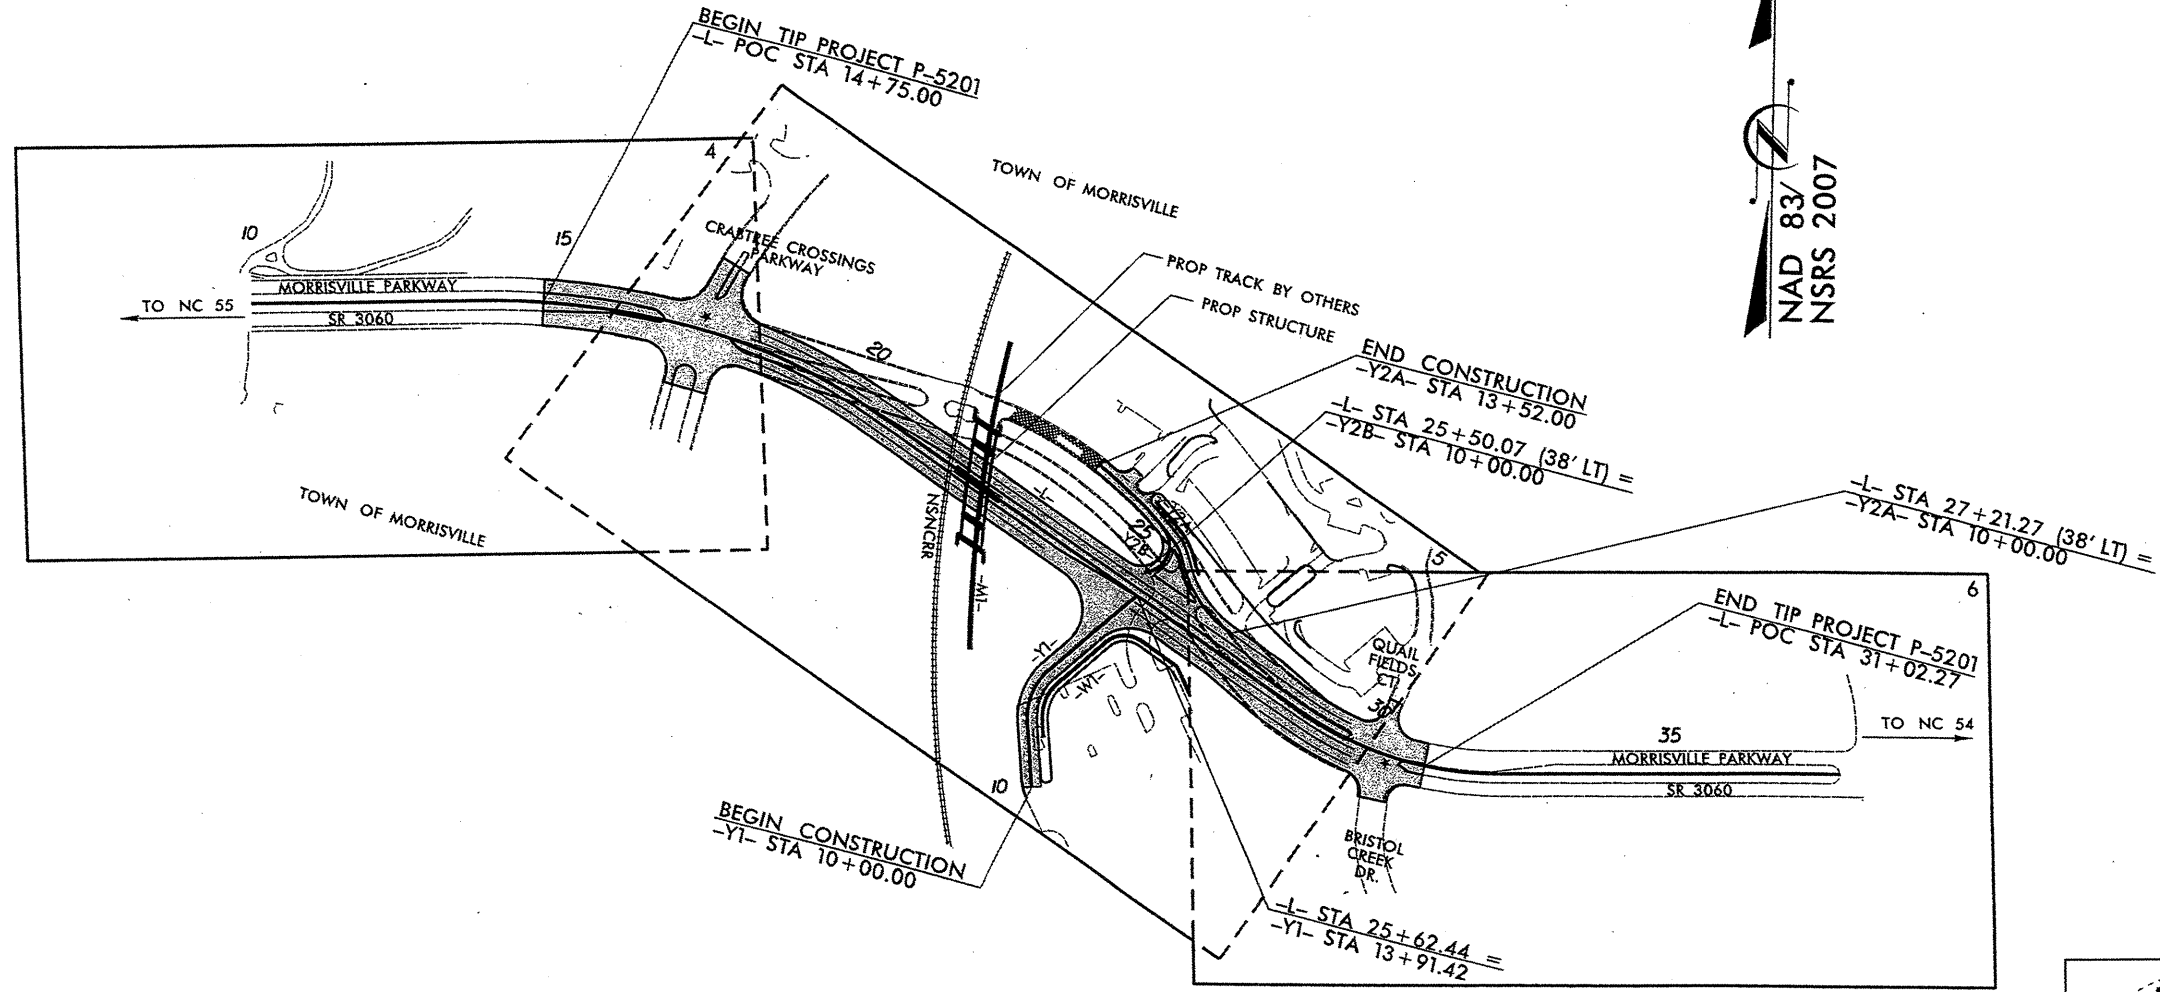 BEGIN TIP PROJECT P-5201
-L- POC STA 14+75.00
NAD 83/
NSRS 2007
4
TOWN OF MORRISVILLE
CRABTREE CROSSINGS
PARKWAY
10
15
MORRISVILLE PARKWAY
TO NC 55
SR 3060
PROP TRACK BY OTHERS
PROP STRUCTURE
20
END CONSTRUCTION
-Y2A- STA 13+52.00
-L- STA 25+50.07 (38' LT) =
-Y2B- STA 10+00.00
-L- STA 27+21.27 (38' LT) =
-Y2A- STA 10+00.00
TOWN OF MORRISVILLE
NS/NCRR
-L-
25
-Y2B-
5
6
-W1-
-Y1-
-W1-
END TIP PROJECT P-5201
-L- POC STA 31+02.27
QUAIL
FIELDS
CT.
30
TO NC 54
35
MORRISVILLE PARKWAY
SR 3060
10
BEGIN CONSTRUCTION
-Y1- STA 10+00.00
BRISTOL
CREEK
DR.
-L- STA 25+62.44 =
-Y1- STA 13+91.42